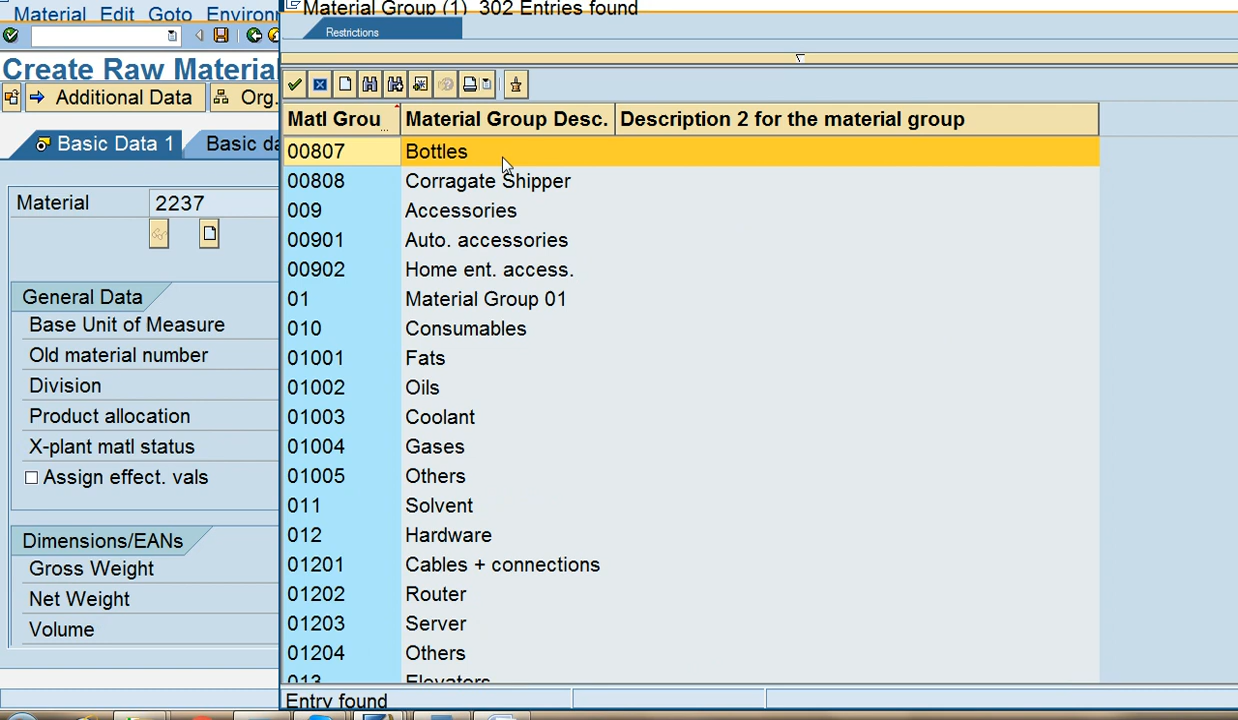 Material Edit Goto Environ
Material Group (1) 302 Entries found
Restrictions
Create Raw Material
Additional Data
Org.
Basic Data 1
Basic da
Matl Grou... Material Group Desc. Description 2 for the material group
00807 Bottles
00808 Corragate Shipper
009 Accessories
00901 Auto. accessories
00902 Home ent. access.
01 Material Group 01
010 Consumables
01001 Fats
01002 Oils
01003 Coolant
01004 Gases
01005 Others
011 Solvent
012 Hardware
01201 Cables + connections
01202 Router
01203 Server
01204 Others
013 Elevators
Material 2237
General Data
Base Unit of Measure
Old material number
Division
Product allocation
X-plant matl status
Assign effect. vals
Dimensions/EANs
Gross Weight
Net Weight
Volume
Entry found